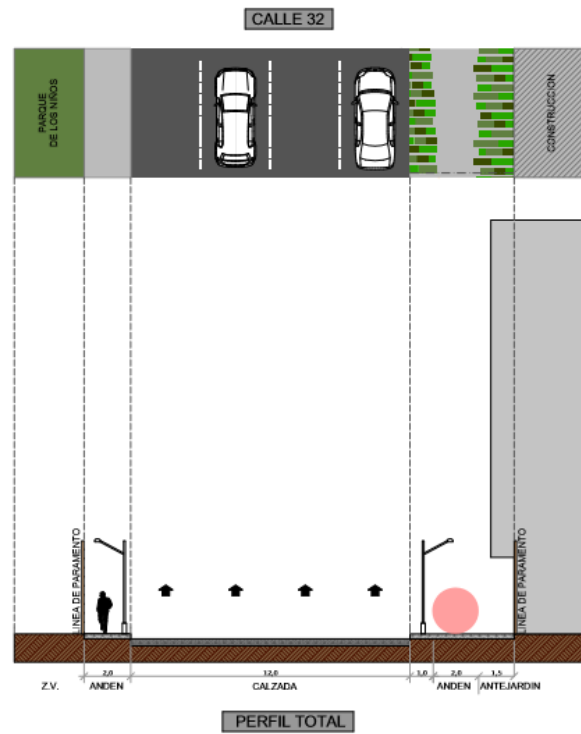 CALLE 32
PARQUE
DE LOS NIÑOS
CONSTRUCCION
LINEA DE PARAMENTO
LINEA DE PARAMENTO
2,0
12,0
1,0
2,0
1,5
Z.V.
ANDEN
CALZADA
ANDEN
ANTEJARDIN
PERFIL TOTAL